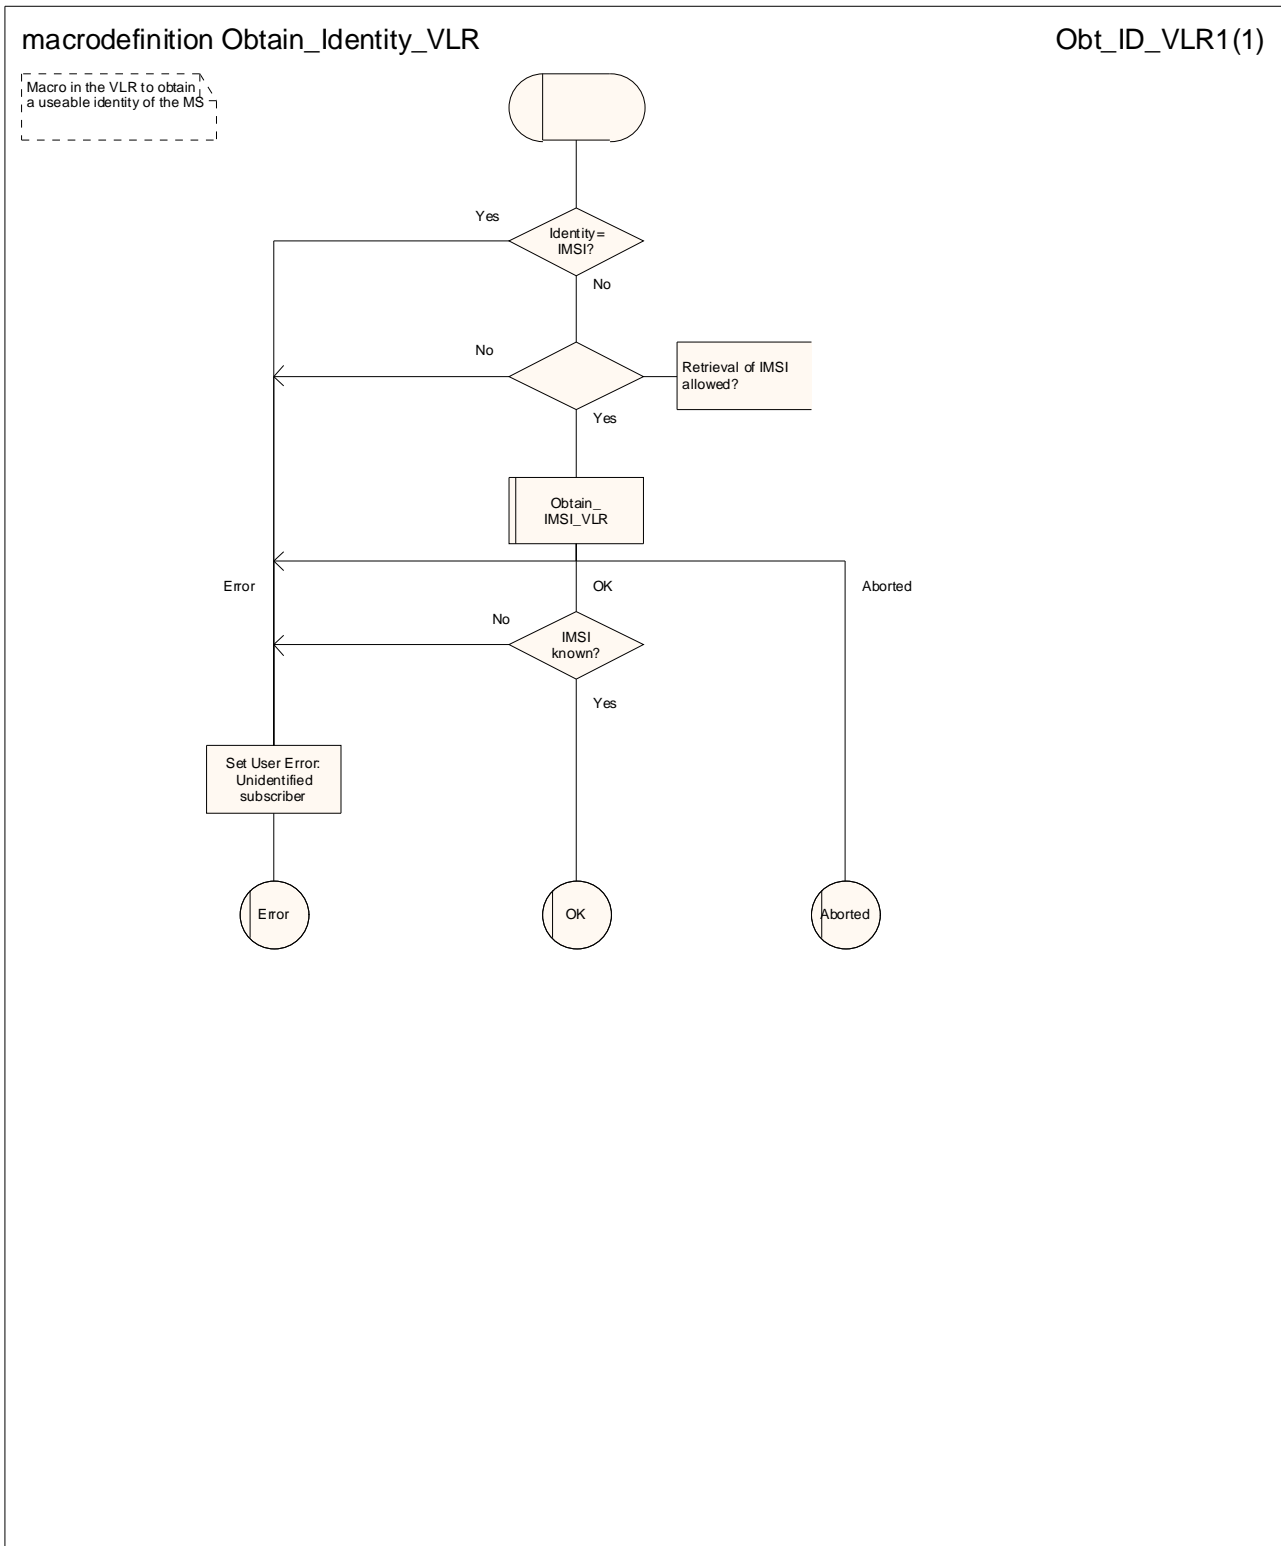 macrodefinition Obtain_Identity_VLR
Obt_ID_VLR1(1)
Macro in the VLR to obtain
a useable identity of the MS
Yes
Identity=
IMSI?
No
No
Retrieval of IMSI
allowed?
Yes
Obtain_
IMSI_VLR
Error
OK
Aborted
No
IMSI
known?
Yes
Set User Error:
Unidentified
subscriber
Error
OK
Aborted